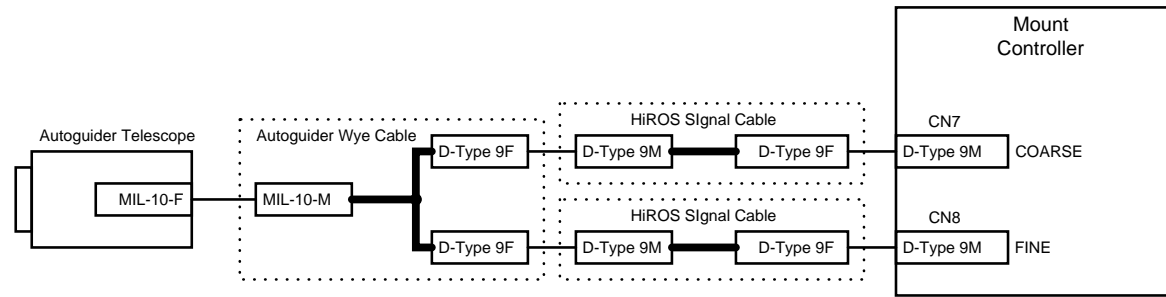 Mount
Controller
HiROS SIgnal Cable
Autoguider Telescope
Autoguider Wye Cable
CN7
D-Type 9F
D-Type 9M
D-Type 9F
D-Type 9M
COARSE
MIL-10-F
MIL-10-M
HiROS SIgnal Cable
CN8
D-Type 9F
D-Type 9M
D-Type 9F
D-Type 9M
FINE